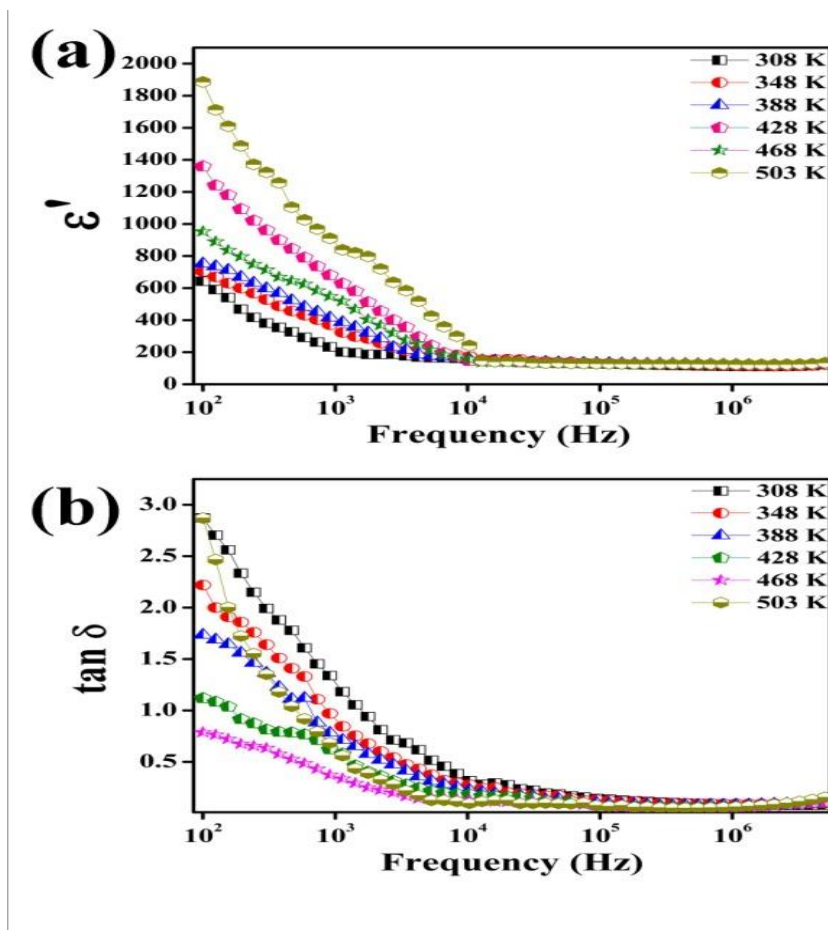 (a)
2000
1800
1600
1400
1200
1000
800
600
400
200
0
ε'
308 K
348 K
388 K
428 K
468 K
503 K
10² 10³ 10⁴ 10⁵ 10⁶
Frequency (Hz)
(b)
3.0
2.5
2.0
1.5
1.0
0.5
tan δ
308 K
348 K
388 K
428 K
468 K
503 K
10² 10³ 10⁴ 10⁵ 10⁶
Frequency (Hz)